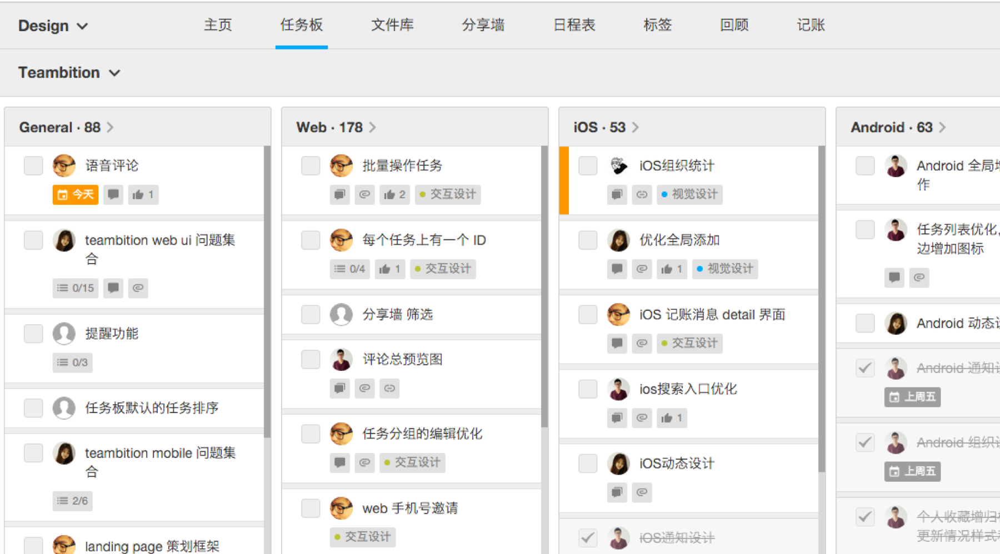 Design
主页
任务板
文件库
分享墙
日程表
标签
回顾
记账
Teambition
General · 88
语音评论
今天
1
teambition web ui 问题集
合
0/15
提醒功能
0/3
任务板默认的任务排序
teambition mobile 问题集
合
2/6
landing page 策划框架
Web · 178
批量操作任务
2
交互设计
每个任务上有一个 ID
0/4
1
交互设计
分享墙 筛选
评论总预览图
任务分组的编辑优化
交互设计
web 手机号邀请
交互设计
iOS · 53
iOS组织统计
视觉设计
优化全局添加
1
视觉设计
iOS 记账消息 detail 界面
交互设计
ios搜索入口优化
1
iOS动态设计
iOS通知设计
Android · 63
Android 全局
作
任务列表优化,
边增加图标
Android 动态
Android 通知
上周五
Android 组织
上周五
个人收藏增归
更新情况样式